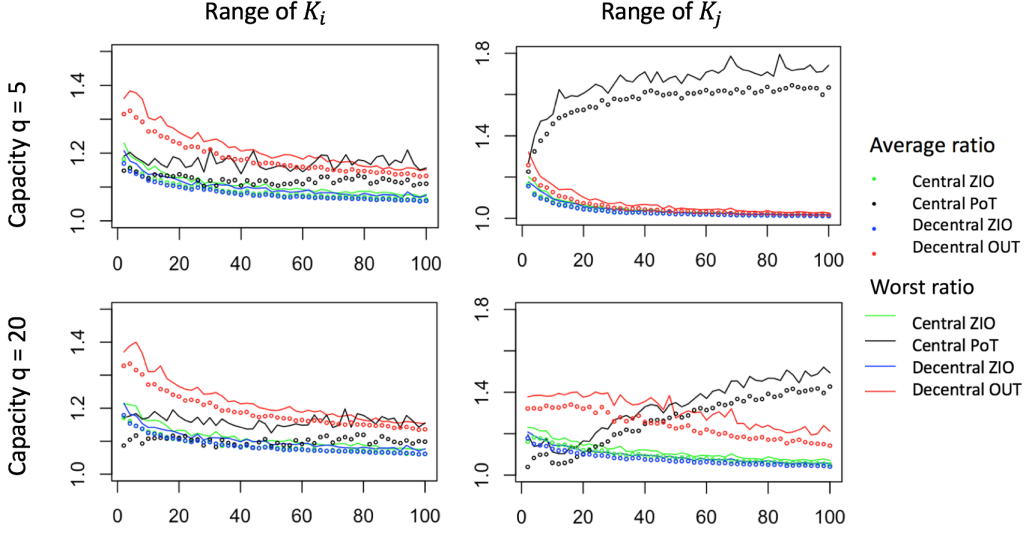 Range of Ki
Range of Kj
Capacity q = 5
1.0 1.2 1.4
0 20 40 60 80 100
1.0 1.4 1.8
0 20 40 60 80 100
Capacity q = 20
1.0 1.2 1.4
0 20 40 60 80 100
1.0 1.4 1.8
0 20 40 60 80 100
Average ratio
Central ZIO
Central PoT
Decentral ZIO
Decentral OUT
Worst ratio
Central ZIO
Central PoT
Decentral ZIO
Decentral OUT